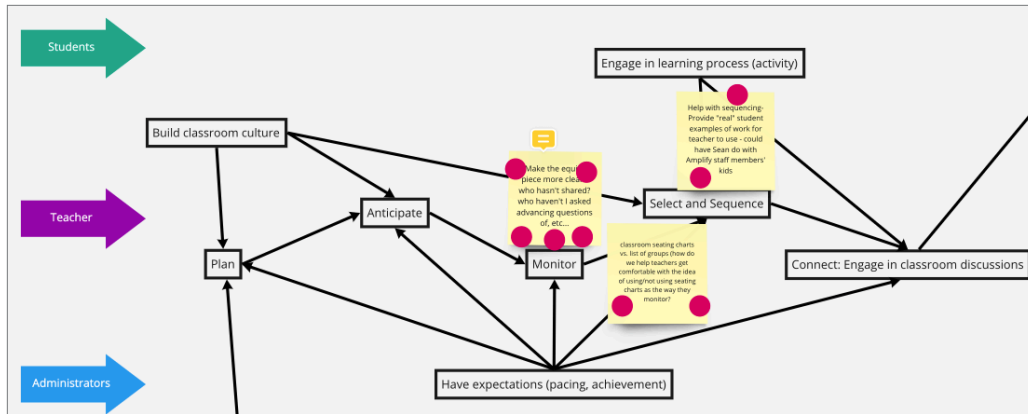 Students
Engage in learning process (activity)
Help with sequencing-
Provide "real" student
examples of work for
teacher to use - could
have Sean do with
Amplify staff members'
kids
Build classroom culture
Make the equi
piece more clea
who hasn't shared?
who haven't I asked
advancing questions
of, etc...
Teacher
Anticipate
Select and Sequence
classroom seating charts
vs. list of groups (how do
we help teachers get
comfortable with the idea
of using/not using seating
charts as the way they
monitor?
Plan
Monitor
Connect: Engage in classroom discussions
Administrators
Have expectations (pacing, achievement)